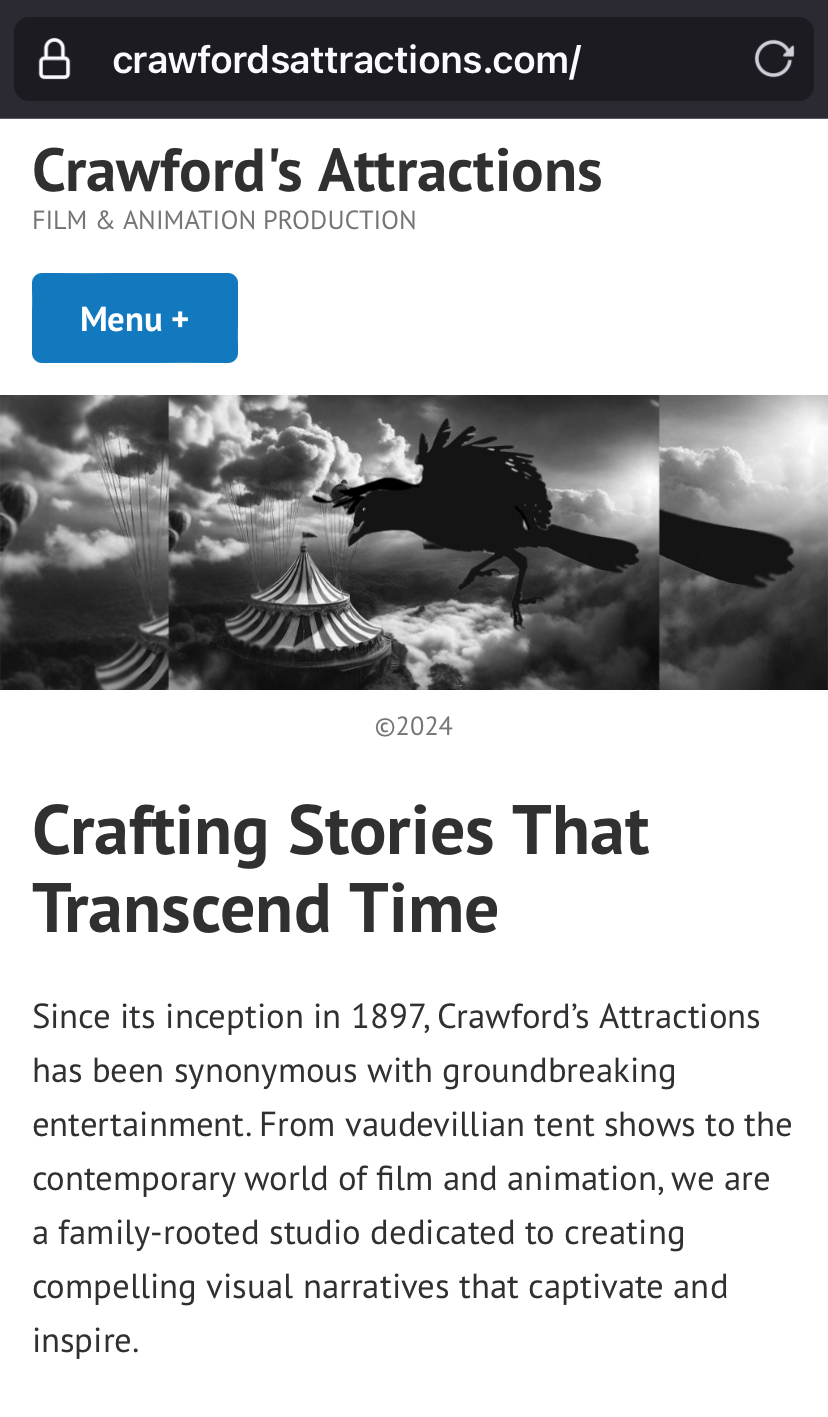 crawfordsattractions.com/
Crawford's Attractions
FILM & ANIMATION PRODUCTION
Menu +
©2024
Crafting Stories That
Transcend Time
Since its inception in 1897, Crawford’s Attractions
has been synonymous with groundbreaking
entertainment. From vaudevillian tent shows to the
contemporary world of film and animation, we are
a family-rooted studio dedicated to creating
compelling visual narratives that captivate and
inspire.